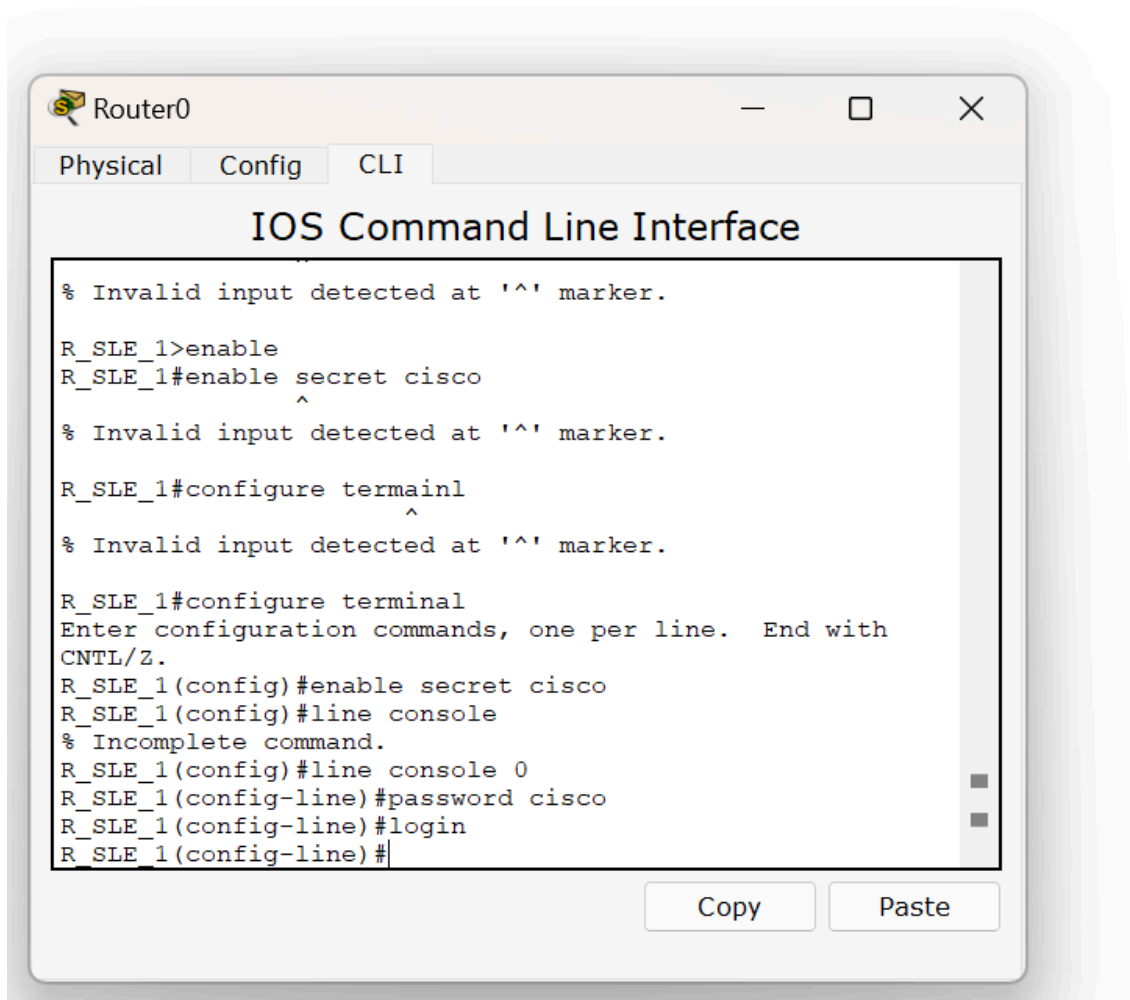 Router0
Physical Config CLI
IOS Command Line Interface
^
% Invalid input detected at '^' marker.
R_SLE_1>enable
R_SLE_1#enable secret cisco
^
% Invalid input detected at '^' marker.
R_SLE_1#configure termainl
^
% Invalid input detected at '^' marker.
R_SLE_1#configure terminal
Enter configuration commands, one per line.  End with
CNTL/Z.
R_SLE_1(config)#enable secret cisco
R_SLE_1(config)#line console
% Incomplete command.
R_SLE_1(config)#line console 0
R_SLE_1(config-line)#password cisco
R_SLE_1(config-line)#login
R_SLE_1(config-line)#
Copy Paste